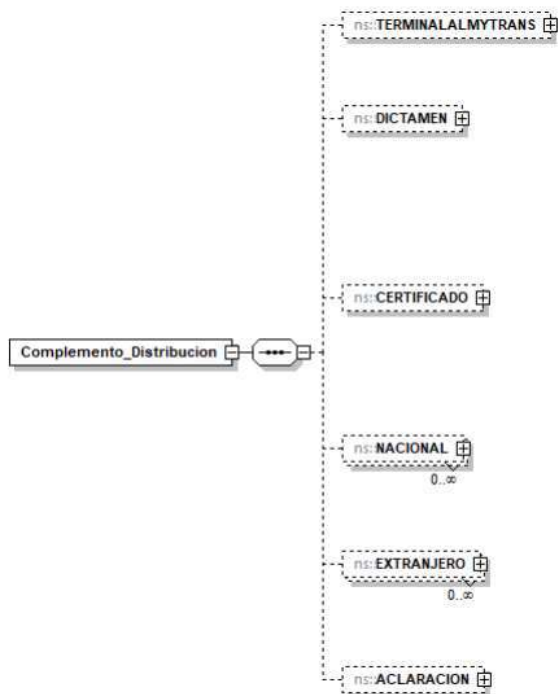 ns:TERMINALALMYTRANS
ns:DICTAMEN
ns:CERTIFICADO
Complemento_Distribucion
ns:NACIONAL
0..∞
ns:EXTRANJERO
0..∞
ns:ACLARACION